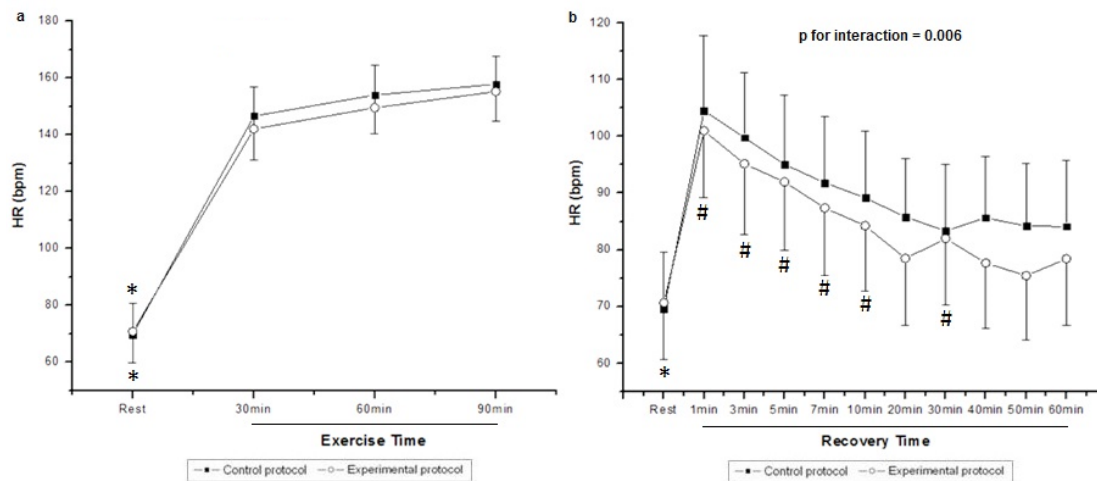 a
180
160
140
120
100
80
60
HR (bpm)
*
*
Rest 30min 60min 90min
Exercise Time
Control protocol Experimental protocol
b
p for interaction = 0.006
120
110
100
90
80
70
60
HR (bpm)
# # # # # #
*
Rest 1min 3min 5min 7min 10min 20min 30min 40min 50min 60min
Recovery Time
Control protocol Experimental protocol